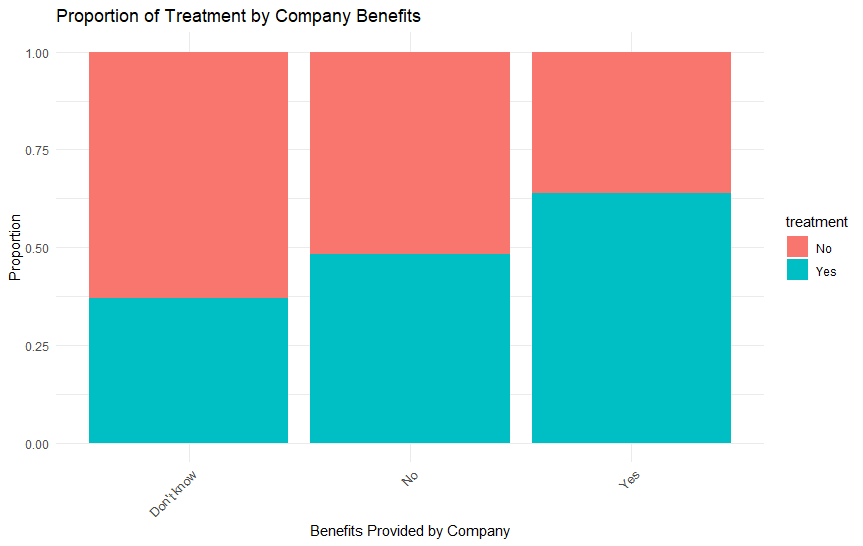 Proportion of Treatment by Company Benefits
1.00
0.75
0.50
0.25
0.00
Proportion
Don't know
No
Yes
Benefits Provided by Company
treatment
No
Yes